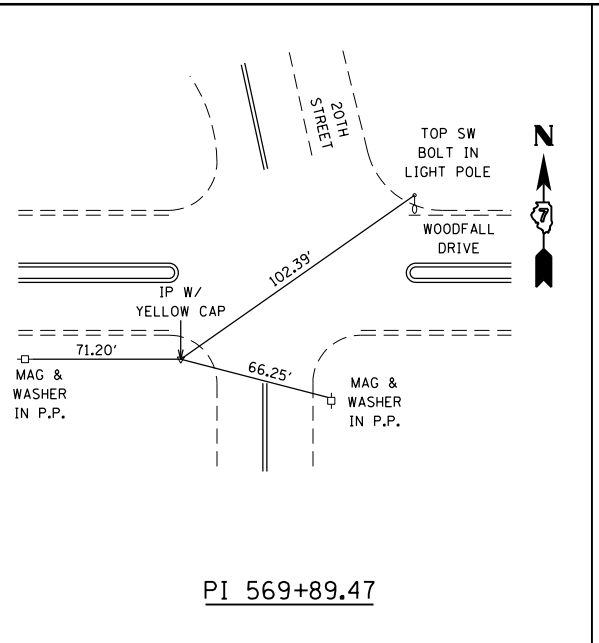 20TH
STREET
TOP SW
BOLT IN
LIGHT POLE
N
7
WOODFALL
DRIVE
102.39'
IP W/
YELLOW CAP
71.20'
66.25'
MAG &
WASHER
IN P.P.
MAG &
WASHER
IN P.P.
PI 569+89.47